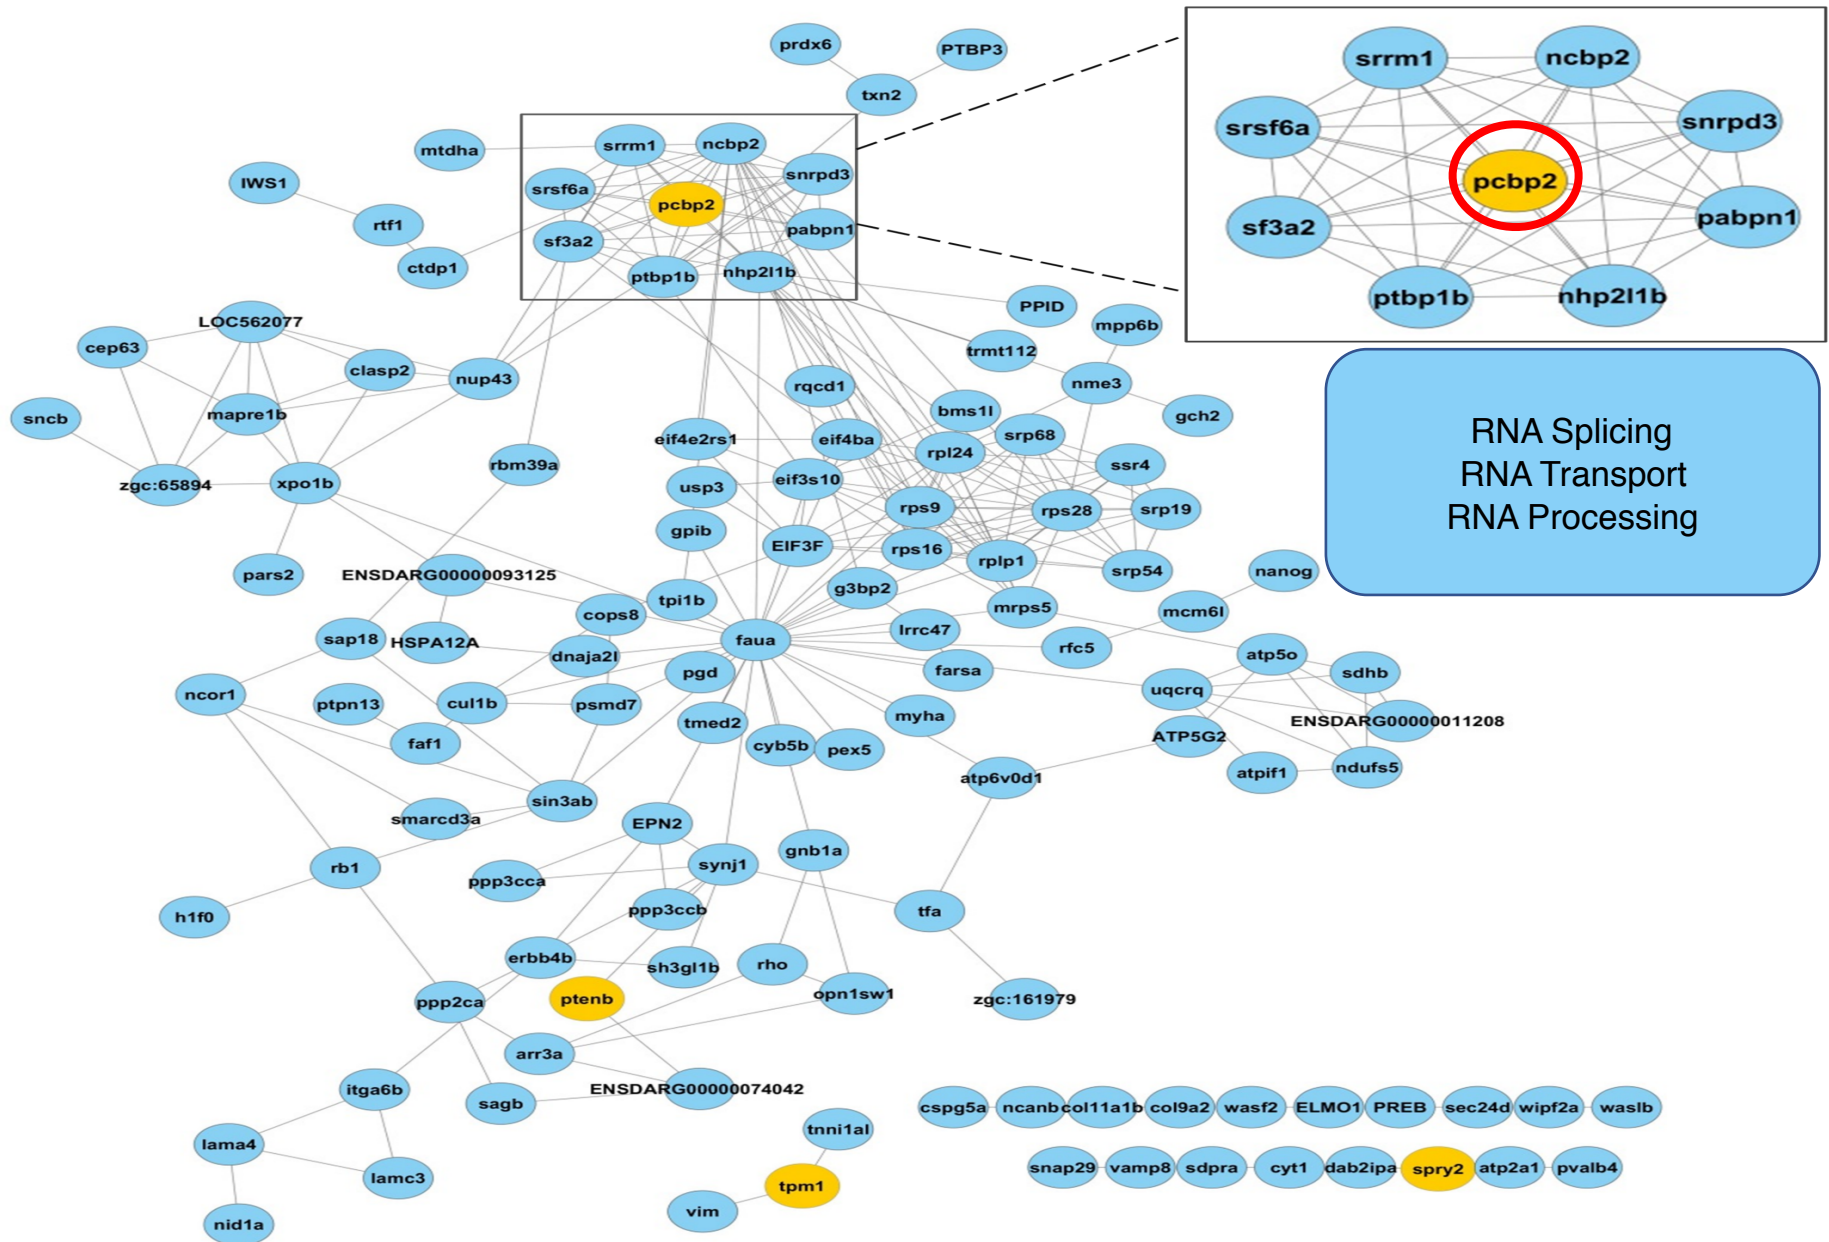 prdx6
PTBP3
txn2
srrm1
ncbp2
srsf6a
snrpd3
pcbp2
sf3a2
pabpn1
ptbp1b
nhp2l1b
mtdha
srrm1
ncbp2
snrpd3
srsf6a
pcbp2
pabpn1
sf3a2
ptbp1b
nhp2l1b
IWS1
rtf1
ctdp1
LOC562077
cep63
clasp2
nup43
mapre1b
sncb
zgc:65894
xpo1b
pars2
PPID
mpp6b
trmt112
nme3
gch2
rqcd1
bms1l
RNA Splicing
RNA Transport
RNA Processing
eif4e2rs1
eif4ba
srp68
rpl24
ssr4
rbm39a
usp3
eif3s10
rps9
rps28
srp19
gpib
EIF3F
rps16
rplp1
srp54
nanog
ENSDARG00000093125
g3bp2
tpi1b
cops8
mrps5
mcm6l
sap18
HSPA12A
dnaja2l
faua
lrrc47
rfc5
atp5o
pgd
farsa
sdhb
ncor1
ptpn13
cul1b
psmd7
uqcrq
tmed2
myha
ENSDARG00000011208
faf1
cyb5b
pex5
ATP5G2
atpif1
ndufs5
atp6v0d1
sin3ab
smarcd3a
EPN2
gnb1a
rb1
synj1
ppp3cca
h1f0
ppp3ccb
tfa
erbb4b
sh3gl1b
rho
ptenb
opn1sw1
zgc:161979
ppp2ca
arr3a
itga6b
sagb
ENSDARG00000074042
lama4
lamc3
nid1a
tnni1al
tpm1
vim
cspg5a
ncanb
col11a1b
col9a2
wasf2
ELMO1
PREB
sec24d
wipf2a
waslb
snap29
vamp8
sdpra
cyt1
dab2ipa
spry2
atp2a1
pvalb4